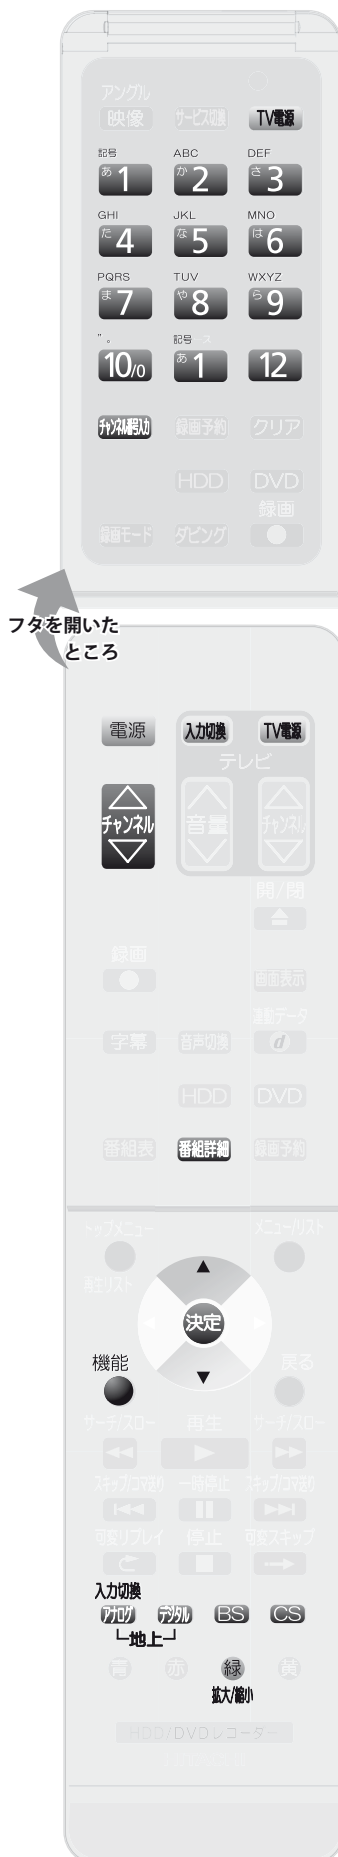 アングル
映像 サービス切換 TV電源
記号 ABC DEF
あ1 か2 さ3
GHI JKL MNO
た4 な5 は6
PQRS TUV WXYZ
ま7 や8 ら9
゛。 記号
10/0 あ1 12
チャンネル番号入力 録画予約 クリア
HDD DVD
録画
録画モード ダビング
フタを開いた
ところ
電源 入力切換 TV電源
テレビ
チャンネル 音量 チャンネル
開/閉
録画
画面表示
連動データ
字幕 音声切換 d
HDD DVD
番組表 番組詳細 録画予約
トップメニュー メニュー/リスト
再生リスト
決定
機能 戻る
サーチ/スロー 再生 サーチ/スロー
スキップ/コマ送り 一時停止 スキップ/コマ送り
可変リプレイ 停止 可変スキップ
入力切換
アナログ デジタル BS CS
地上
青 赤 緑 黄
拡大/縮小
HDD/DVDレコーダー